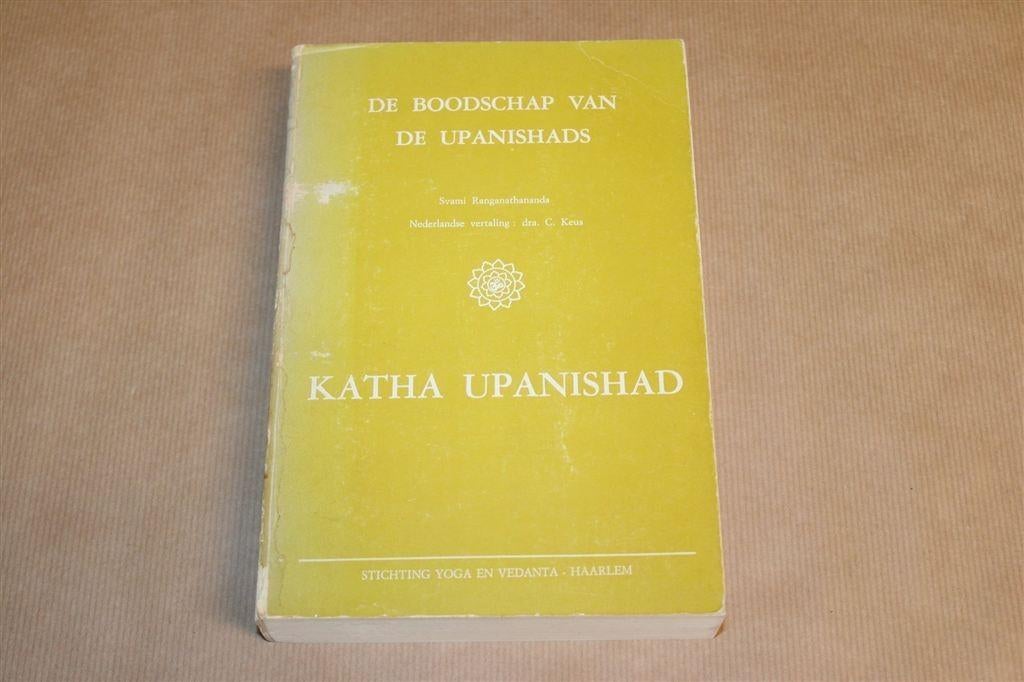 DE BOODSCHAP VAN
DE UPANISHADS
Svami Ranganathananda
Nederlandse vertaling : dra. C. Keus
ॐ
KATHA UPANISHAD
STICHTING YOGA EN VEDANTA - HAARLEM